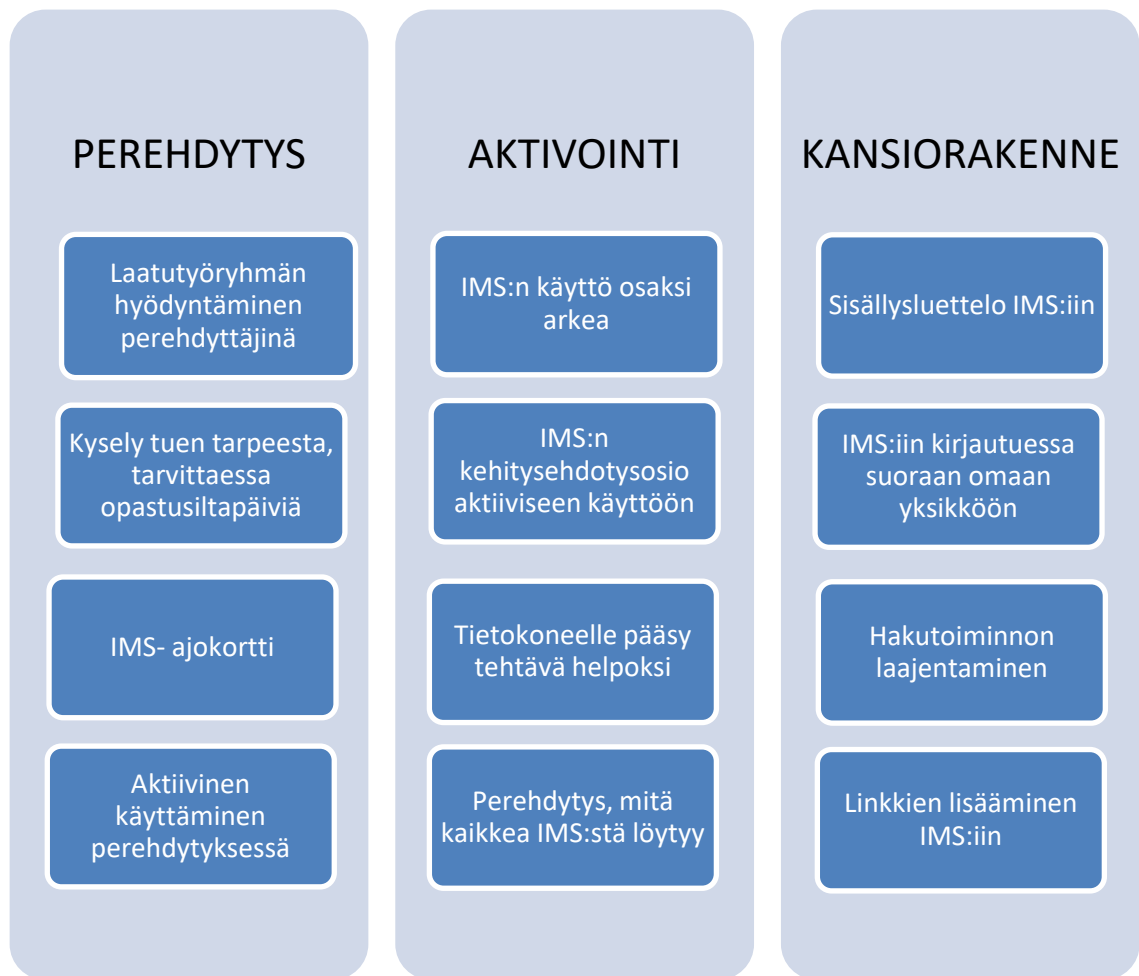 PEREHDYTYS
Laatutyöryhmän
hyödyntäminen
perehdyttäjinä
Kysely tuen tarpeesta,
tarvittaessa
opastusiltapäiviä
IMS- ajokortti
Aktiivinen
käyttäminen
perehdytyksessä
AKTIVOINTI
IMS:n käyttö osaksi
arkea
IMS:n
kehitysehdotysosio
aktiiviseen käyttöön
Tietokoneelle pääsy
tehtävä helpoksi
Perehdytys, mitä
kaikkea IMS:stä löytyy
KANSIORAKENNE
Sisällysluettelo IMS:iin
IMS:iin kirjautuessa
suoraan omaan
yksikköön
Hakutoiminnon
laajentaminen
Linkkien lisääminen
IMS:iin